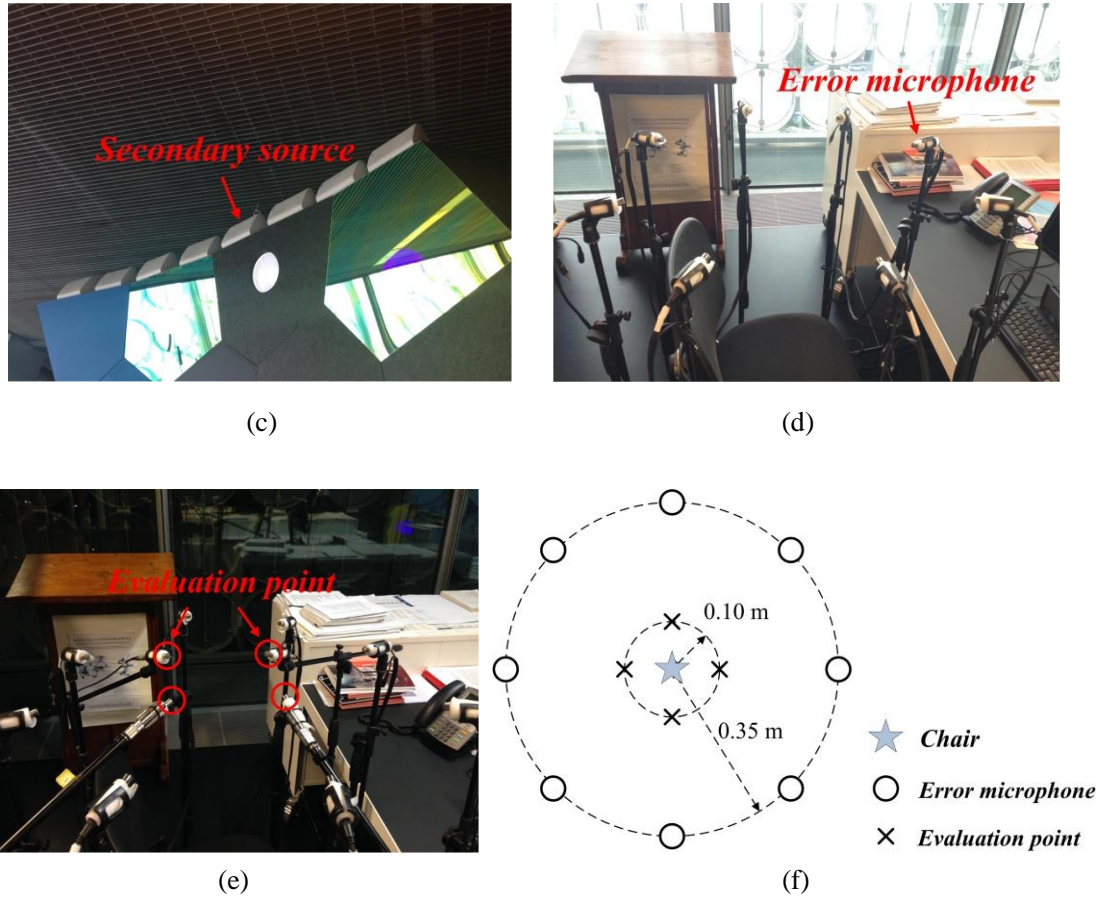 Secondary source
Error microphone
(c)
(d)
Evaluation point
0.10 m
0.35 m
Chair
Error microphone
Evaluation point
(e)
(f)